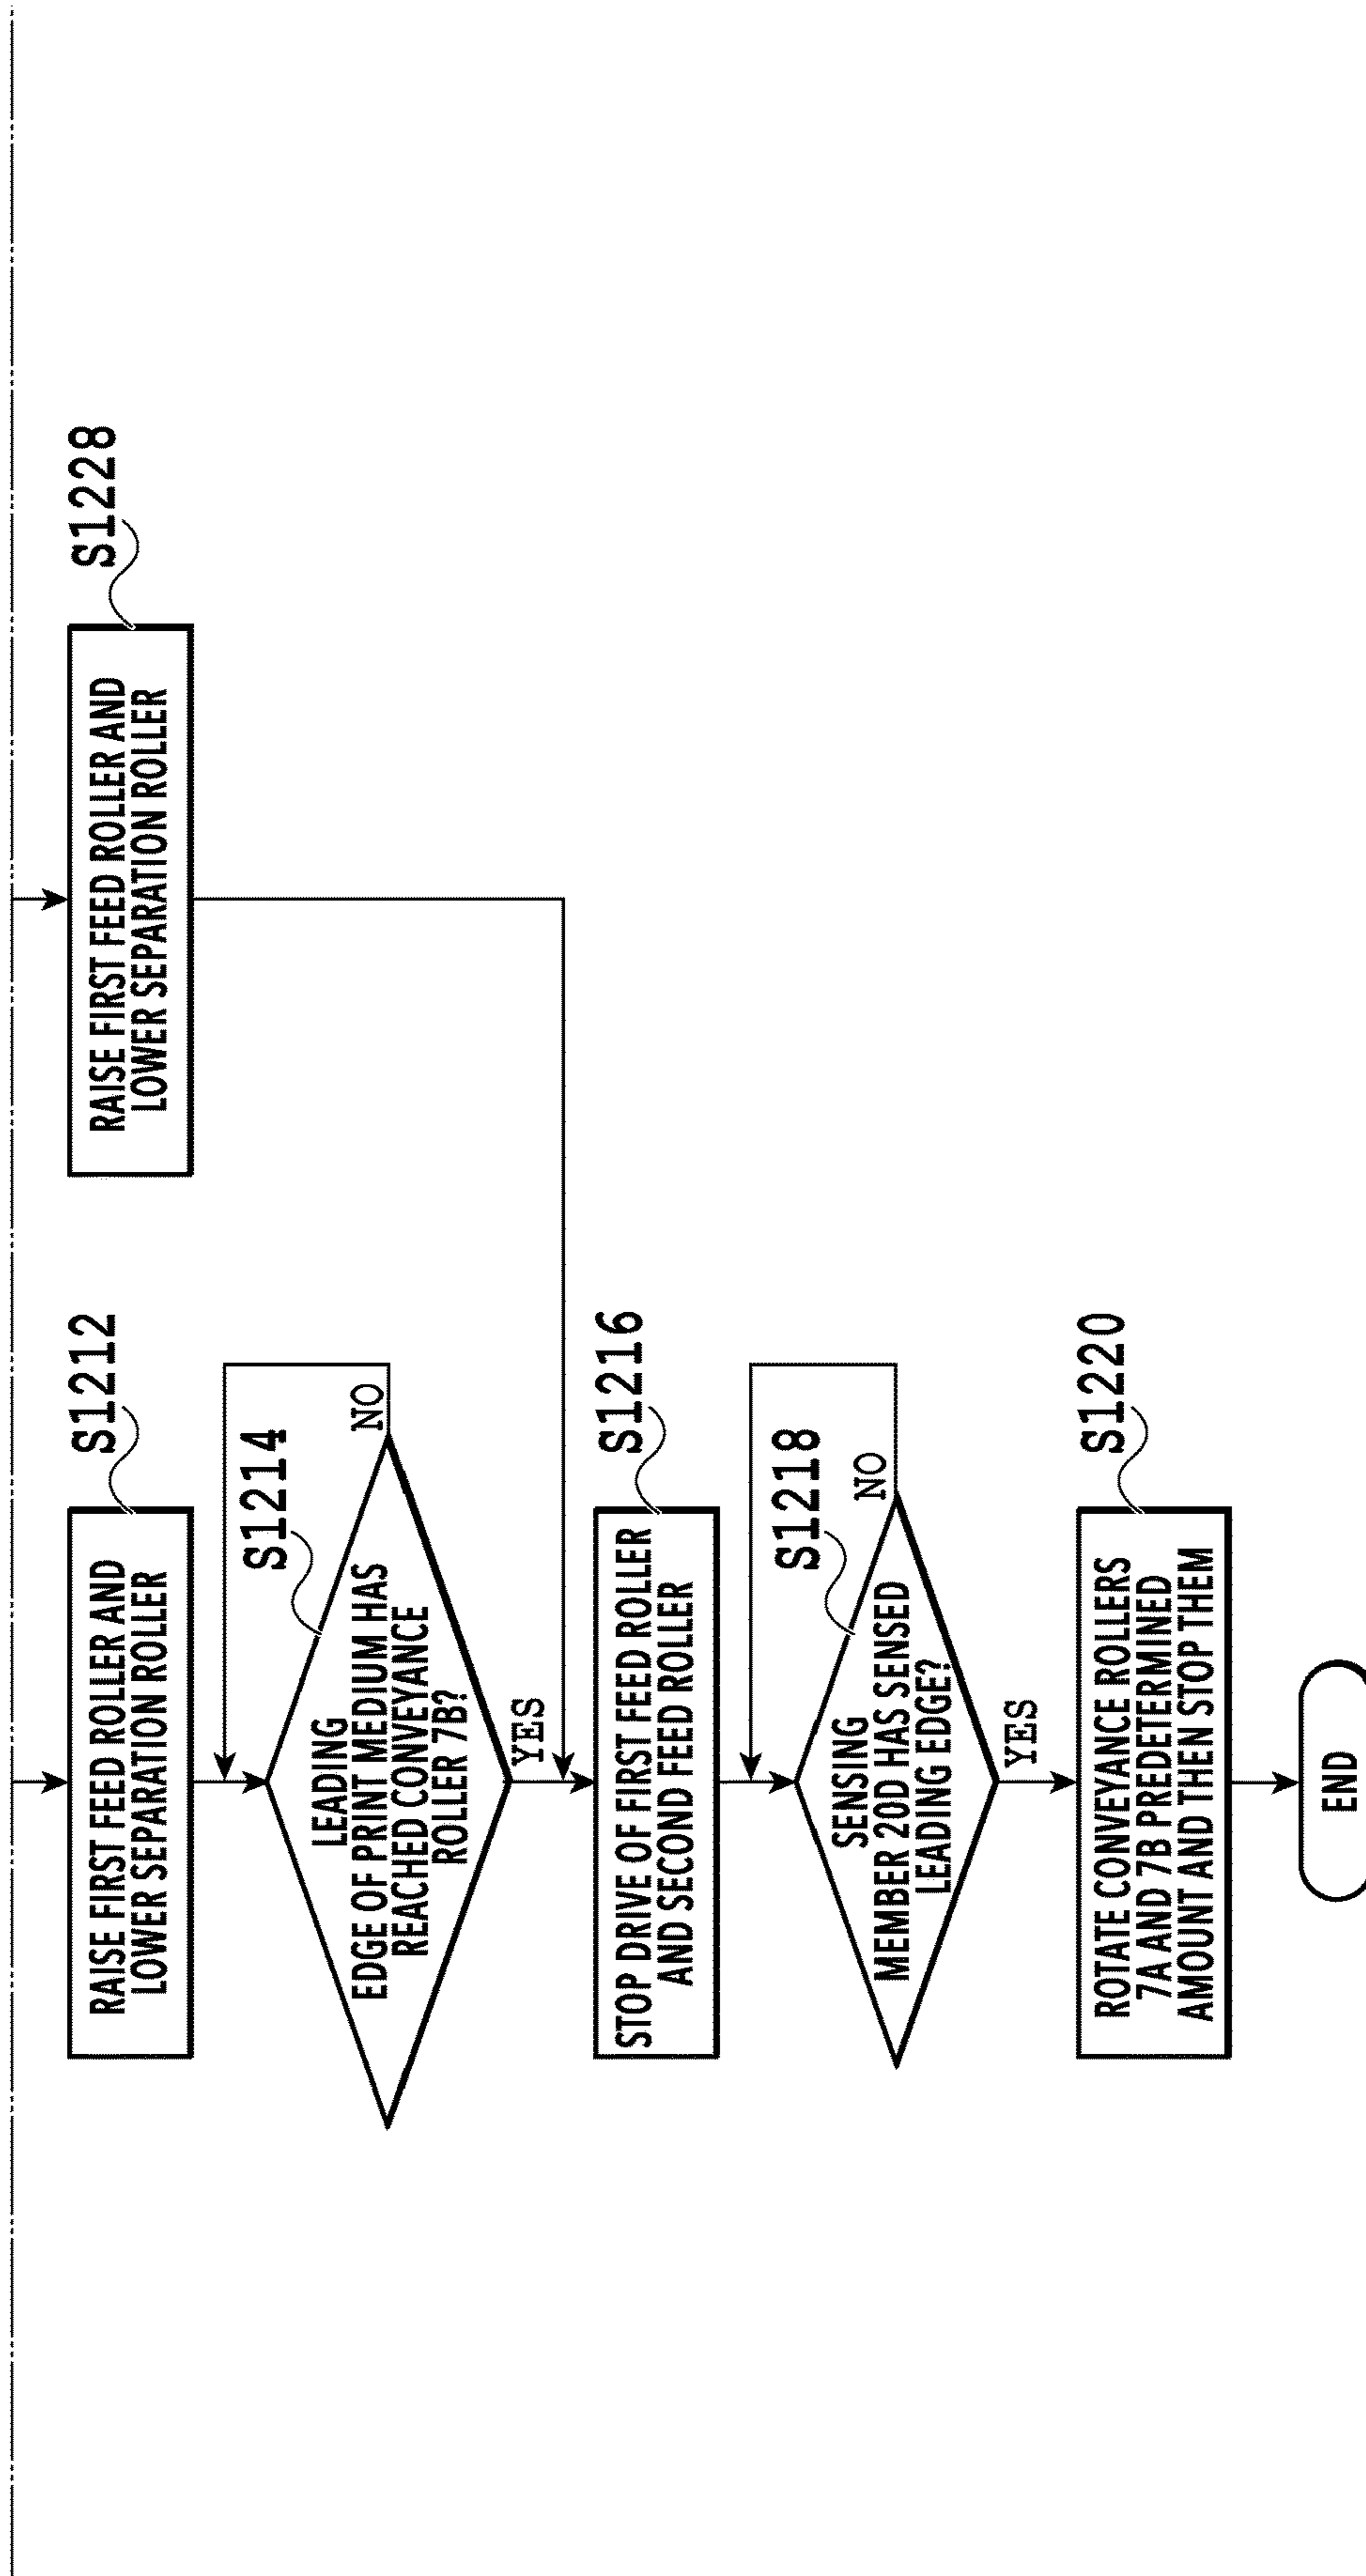 S1212
RAISE FIRST FEED ROLLER AND
LOWER SEPARATION ROLLER
S1228
RAISE FIRST FEED ROLLER AND
LOWER SEPARATION ROLLER
S1214
LEADING
EDGE OF PRINT MEDIUM HAS
REACHED CONVEYANCE
ROLLER 7B?
NO
YES
S1216
STOP DRIVE OF FIRST FEED ROLLER
AND SECOND FEED ROLLER
S1218
SENSING
MEMBER 20D HAS SENSED
LEADING EDGE?
NO
YES
S1220
ROTATE CONVEYANCE ROLLERS
7A AND 7B PREDETERMINED
AMOUNT AND THEN STOP THEM
END